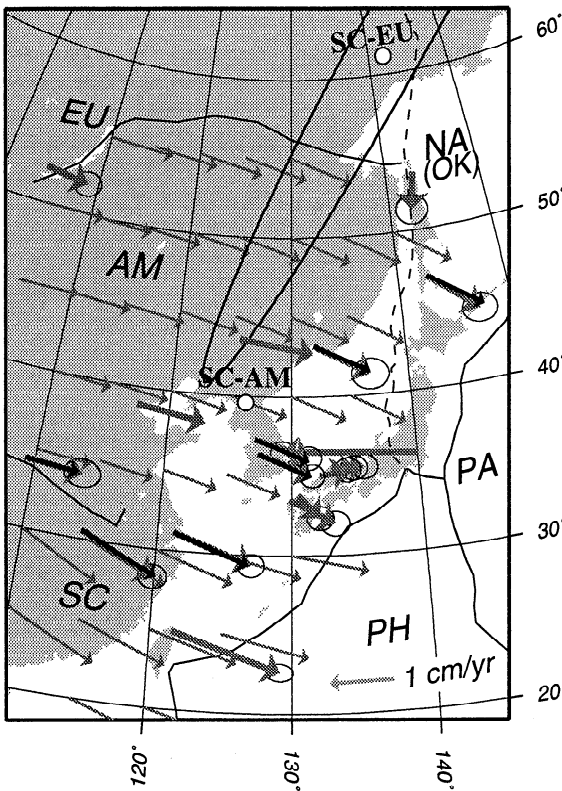 SC-EU
60°
EU
NA
(OK)
50°
AM
40°
SC-AM
PA
30°
SC
PH
1 cm/yr
20°
120°
130°
140°